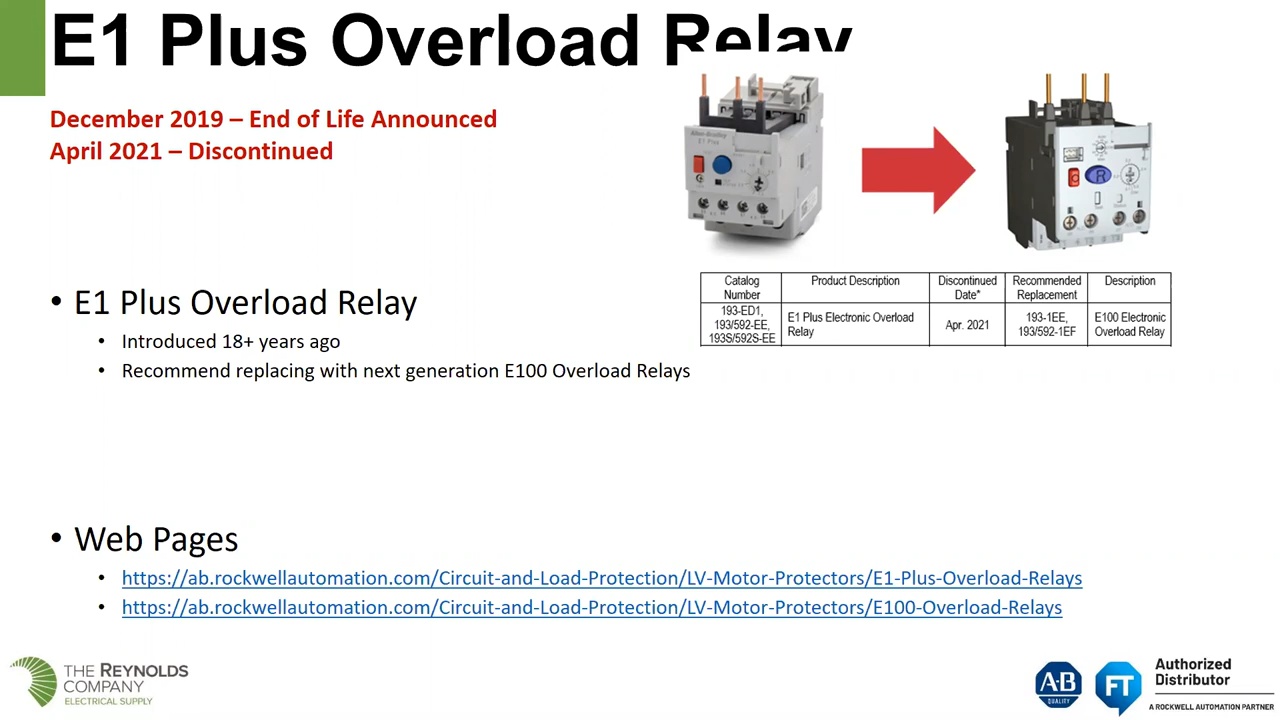 E1 Plus Overload Relay
December 2019 – End of Life Announced
April 2021 – Discontinued
Allen-Bradley
E1 Plus
R
Catalog Number
Product Description
Discontinued Date*
Recommended Replacement
Description
193-ED1, 193/592-EE, 193S/592S-EE
E1 Plus Electronic Overload Relay
Apr. 2021
193-1EE, 193/592-1EF
E100 Electronic Overload Relay
• E1 Plus Overload Relay
• Introduced 18+ years ago
• Recommend replacing with next generation E100 Overload Relays
• Web Pages
• https://ab.rockwellautomation.com/Circuit-and-Load-Protection/LV-Motor-Protectors/E1-Plus-Overload-Relays
• https://ab.rockwellautomation.com/Circuit-and-Load-Protection/LV-Motor-Protectors/E100-Overload-Relays
THE REYNOLDS
COMPANY
ELECTRICAL SUPPLY
A-B
QUALITY
FT
Authorized
Distributor
A ROCKWELL AUTOMATION PARTNER